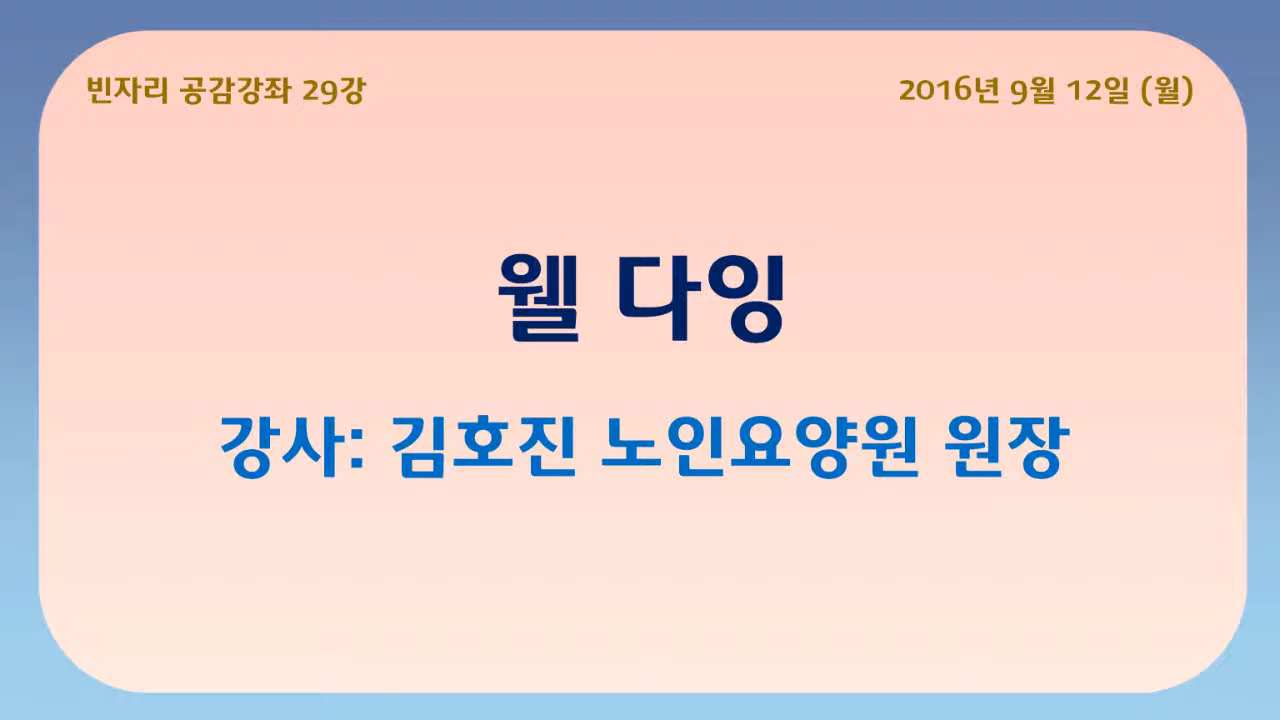 빈자리 공감강좌 29강
2016년 9월 12일 (월)
웰 다잉
강사: 김호진 노인요양원 원장